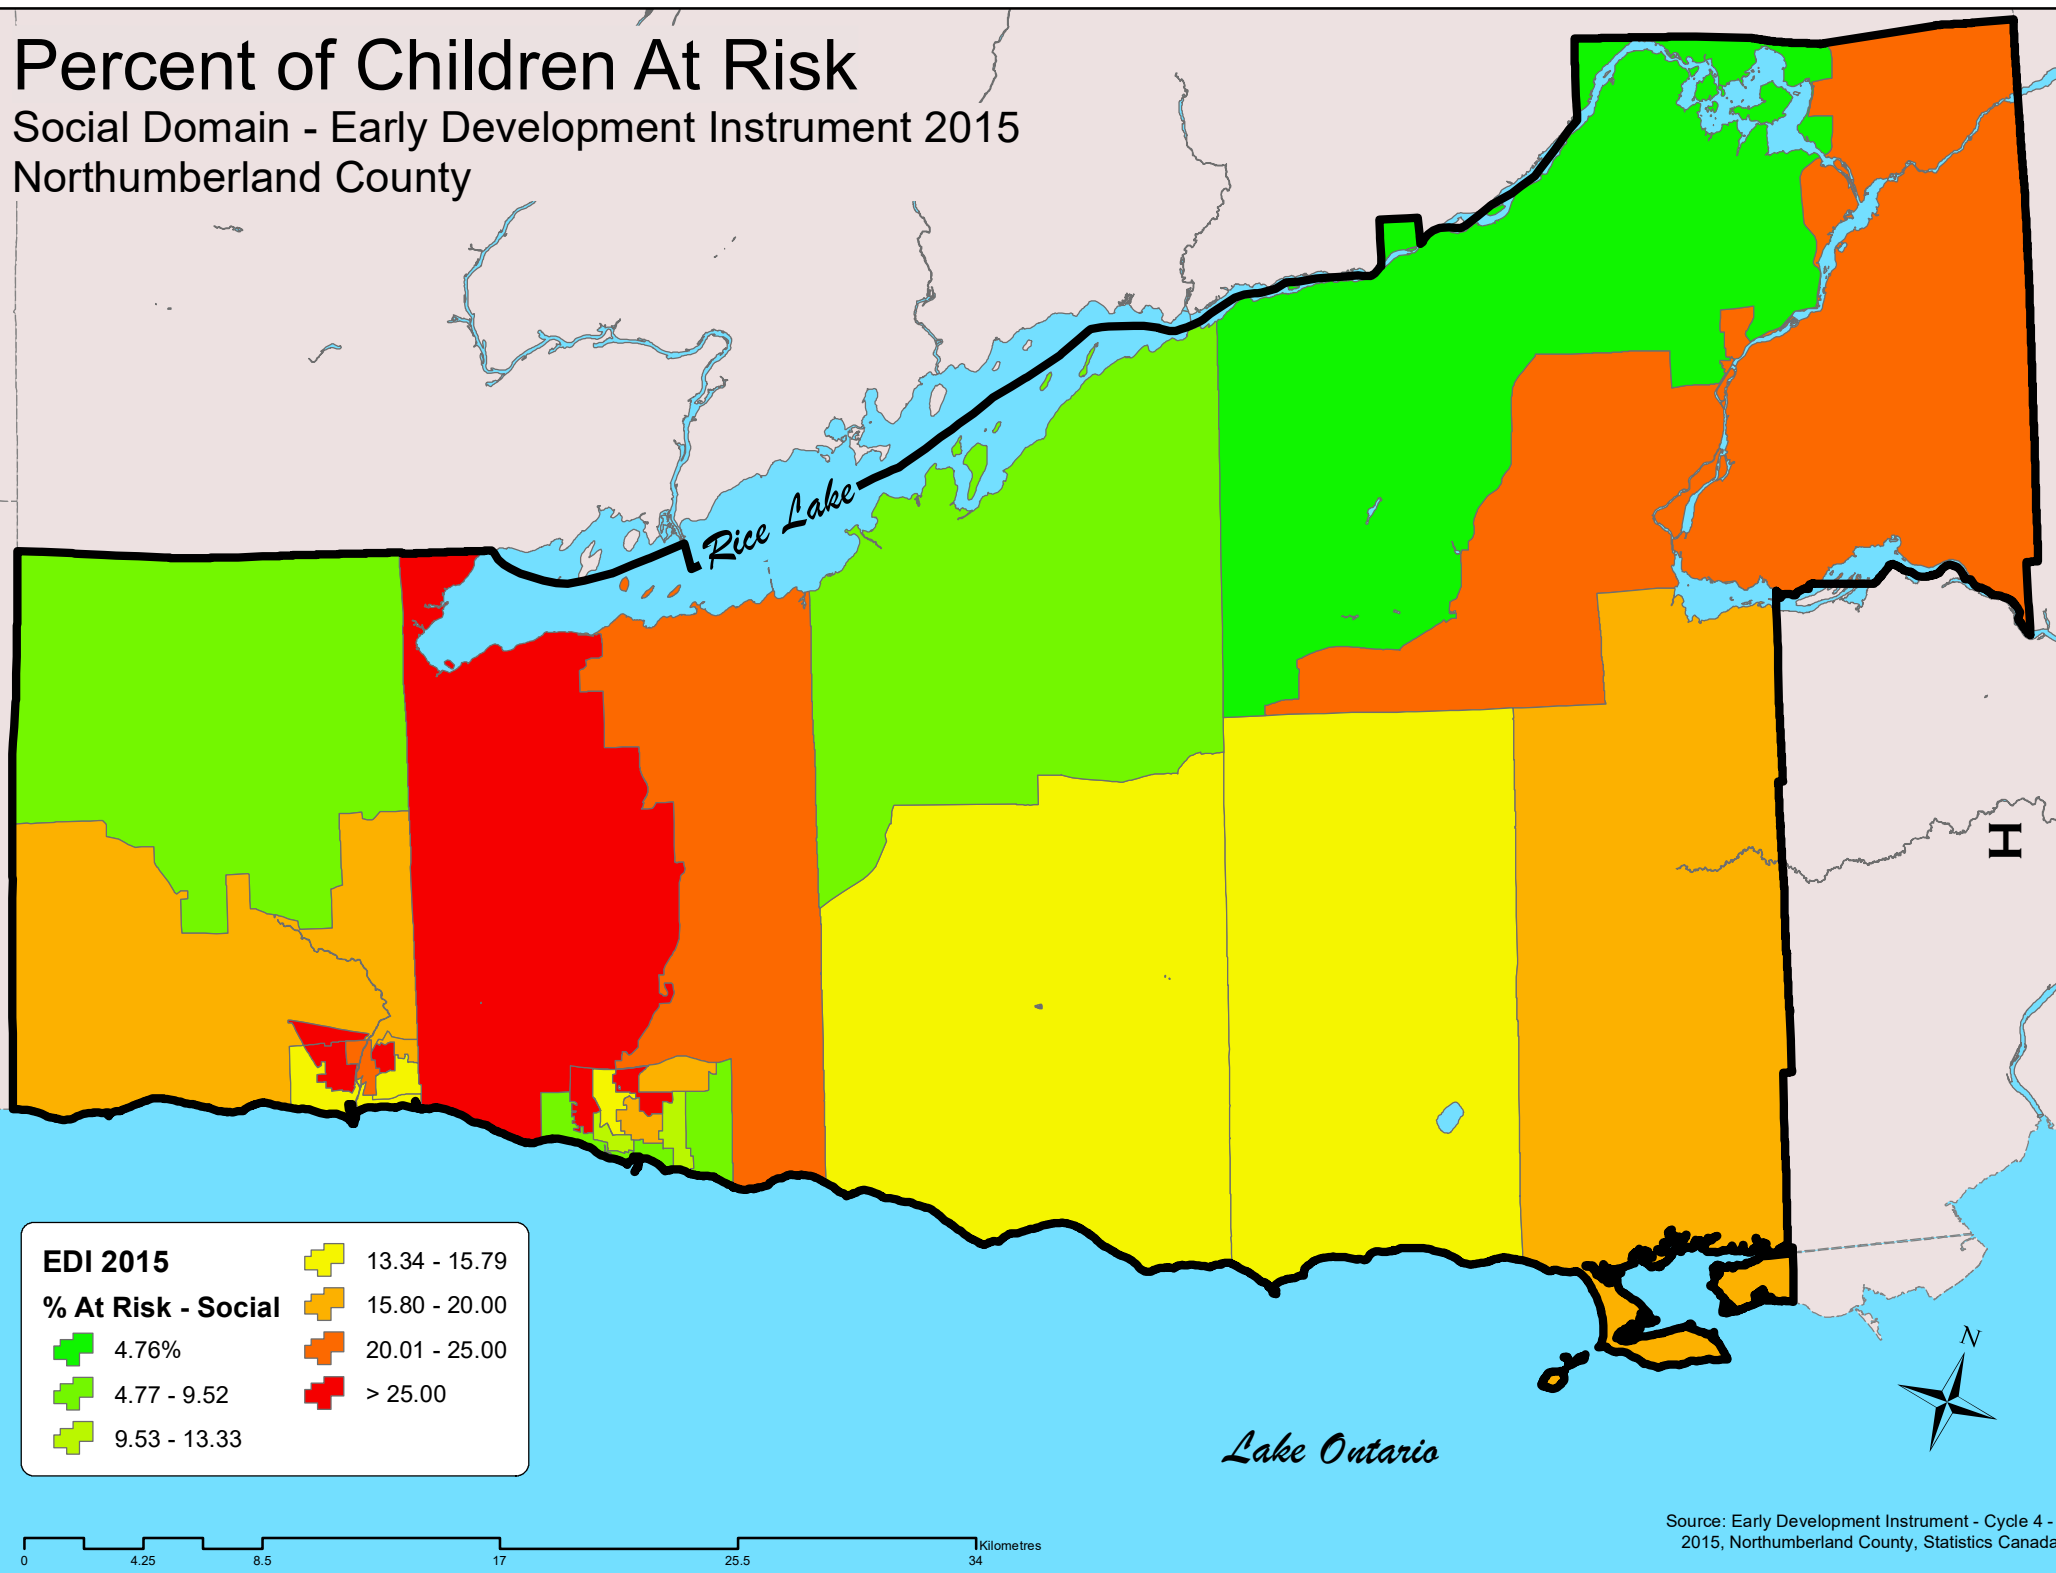 Percent of Children At Risk
Social Domain - Early Development Instrument 2015
Northumberland County
Rice Lake
H
EDI 2015
% At Risk - Social
4.76%
4.77 - 9.52
9.53 - 13.33
13.34 - 15.79
15.80 - 20.00
20.01 - 25.00
> 25.00
Lake Ontario
N
0 4.25 8.5 17 25.5 34 Kilometres
Source: Early Development Instrument - Cycle 4 -
2015, Northumberland County, Statistics Canada